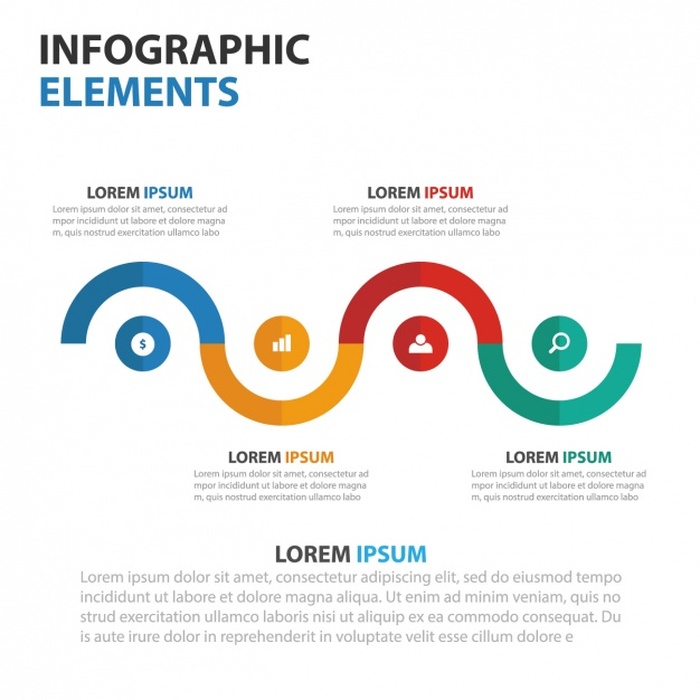 INFOGRAPHIC
ELEMENTS
LOREM IPSUM
Lorem ipsum dolor sit amet, consectetur ad
mpor incididunt ut labore et dolore magna
m, quis nostrud exercitation ullamco labo
LOREM IPSUM
Lorem ipsum dolor sit amet, consectetur ad
mpor incididunt ut labore et dolore magna
m, quis nostrud exercitation ullamco labo
$
LOREM IPSUM
Lorem ipsum dolor sit amet, consectetur ad
mpor incididunt ut labore et dolore magna
m, quis nostrud exercitation ullamco labo
LOREM IPSUM
Lorem ipsum dolor sit amet, consectetur ad
mpor incididunt ut labore et dolore magna
m, quis nostrud exercitation ullamco labo
LOREM IPSUM
Lorem ipsum dolor sit amet, consectetur adipiscing elit, sed do eiusmod tempo
incididunt ut labore et dolore magna aliqua. Ut enim ad minim veniam, quis
nostrud exercitation ullamco laboris nisi ut aliquip ex ea commodo consequat. Du
is aute irure dolor in reprehenderit in voluptate velit esse cillum dolore e